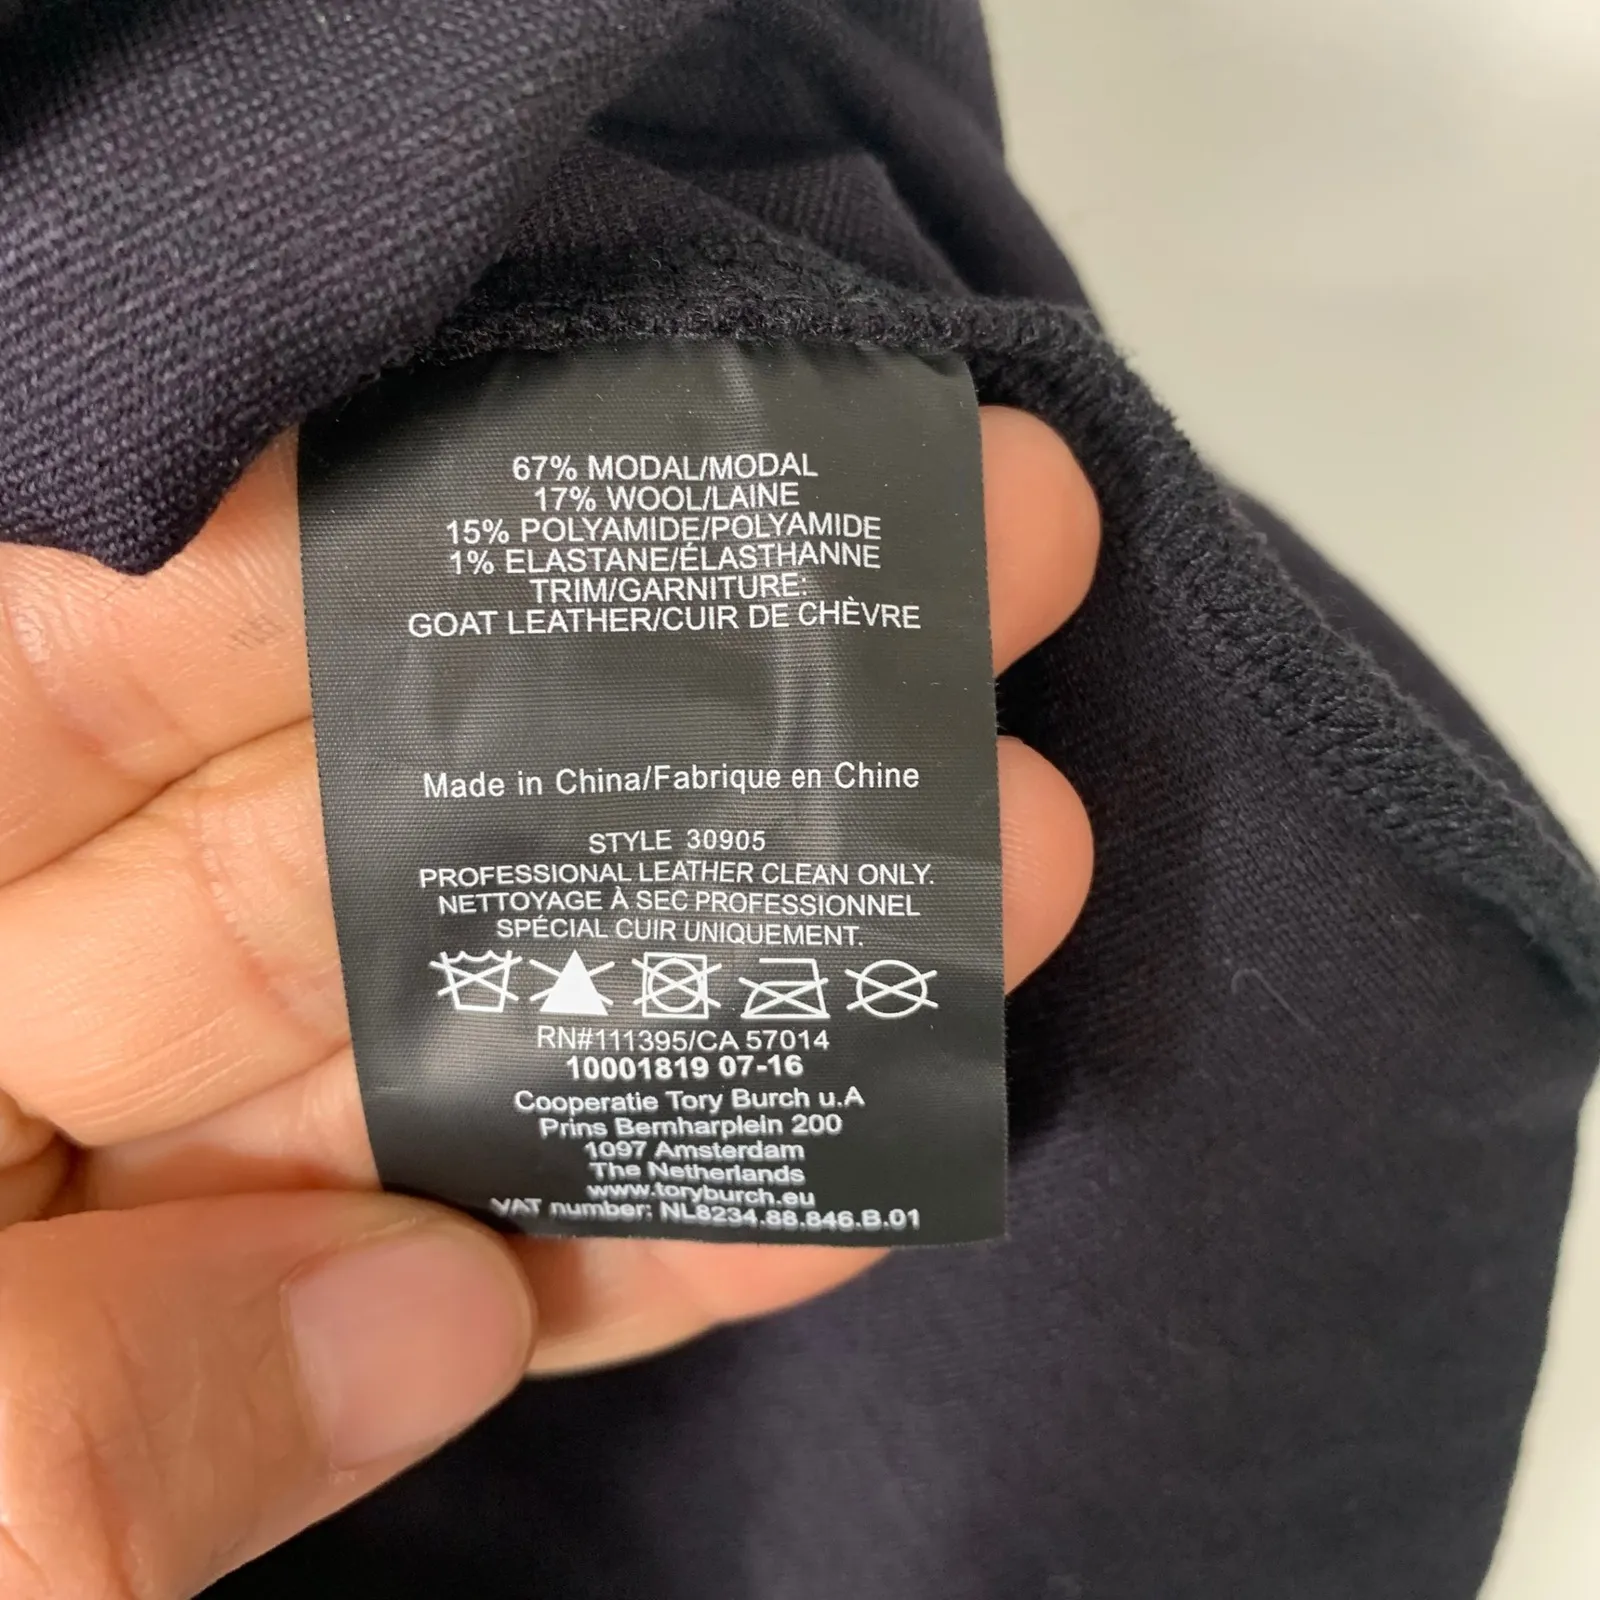 67% MODAL/MODAL
17% WOOL/LAINE
15% POLYAMIDE/POLYAMIDE
1% ELASTANE/ÉLASTHANNE
TRIM/GARNITURE:
GOAT LEATHER/CUIR DE CHÈVRE
Made in China/Fabrique en Chine
STYLE 30905
PROFESSIONAL LEATHER CLEAN ONLY.
NETTOYAGE À SEC PROFESSIONNEL
SPÉCIAL CUIR UNIQUEMENT.
RN#111395/CA 57014
10001819 07-16
Cooperatie Tory Burch u.A
Prins Bernharplein 200
1097 Amsterdam
The Netherlands
www.toryburch.eu
VAT number: NL8234.88.846.B.01